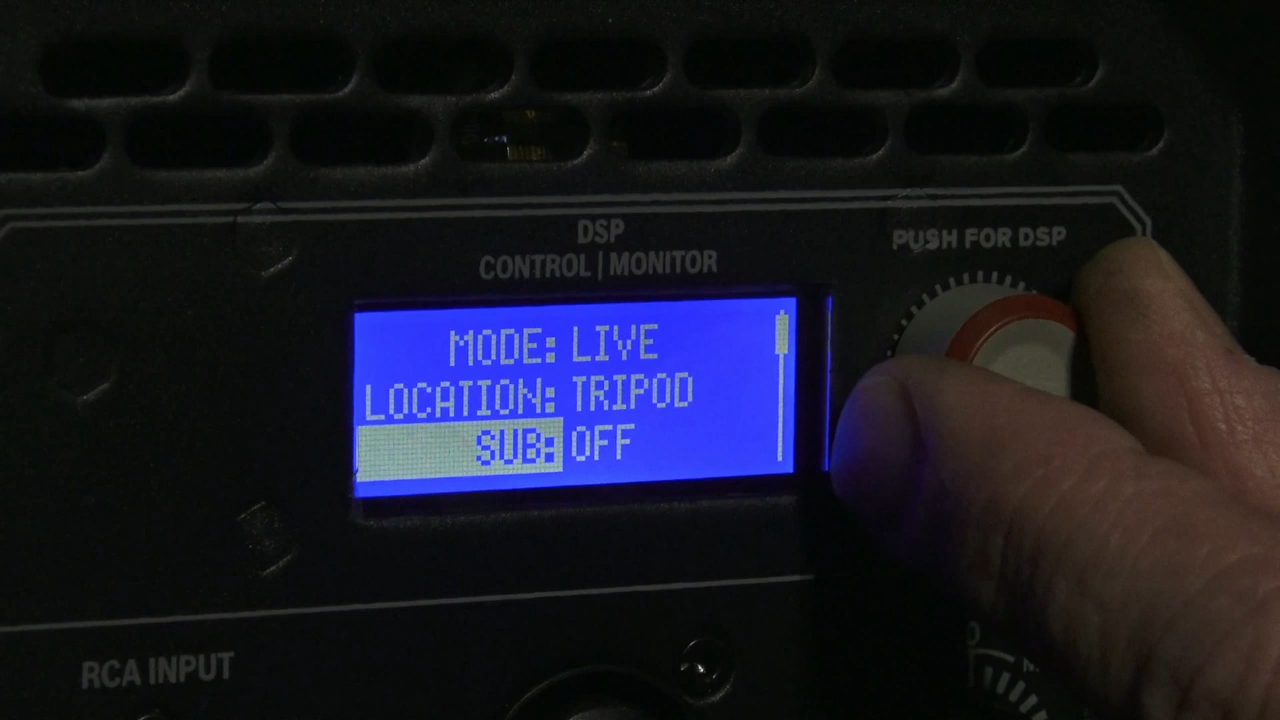 DSP
CONTROL | MONITOR
PUSH FOR DSP
MODE: LIVE
LOCATION: TRIPOD
SUB: OFF
RCA INPUT